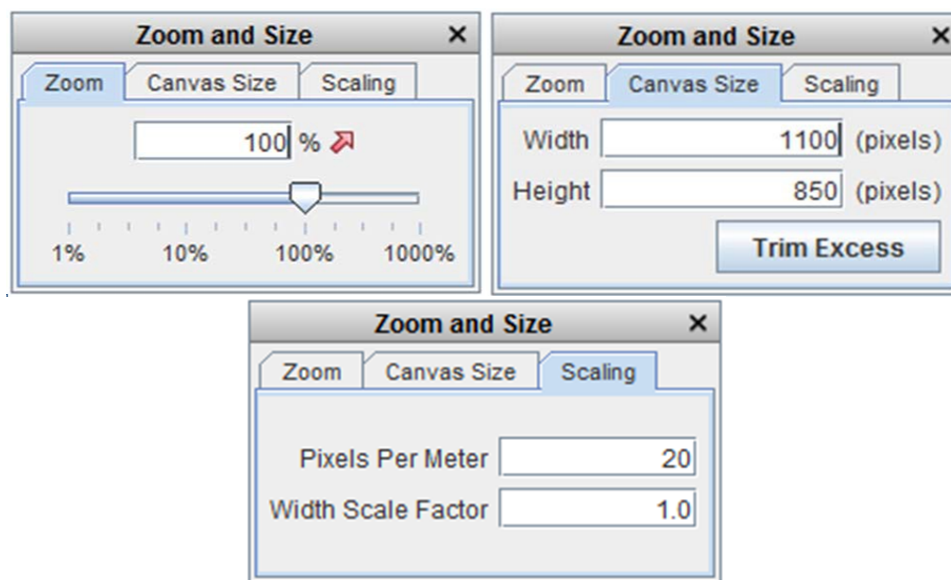 Zoom and Size
Zoom Canvas Size Scaling
100 %
1% 10% 100% 1000%
Zoom and Size
Zoom Canvas Size Scaling
Width 1100 (pixels)
Height 850 (pixels)
Trim Excess
Zoom and Size
Zoom Canvas Size Scaling
Pixels Per Meter 20
Width Scale Factor 1.0